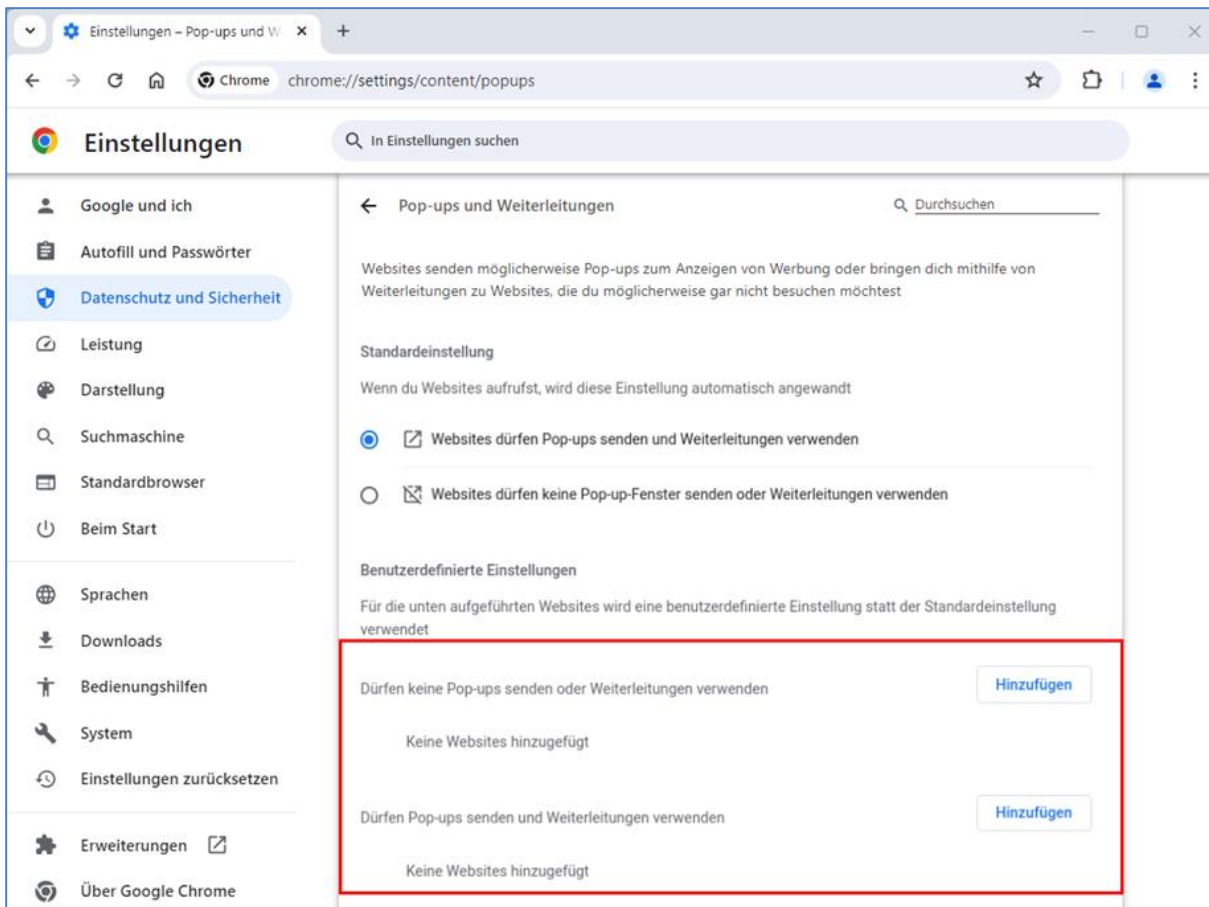 Einstellungen – Pop-ups und W
Chrome
chrome://settings/content/popups
Einstellungen
In Einstellungen suchen
Google und ich
Autofill und Passwörter
Datenschutz und Sicherheit
Leistung
Darstellung
Suchmaschine
Standardbrowser
Beim Start
Sprachen
Downloads
Bedienungshilfen
System
Einstellungen zurücksetzen
Erweiterungen
Über Google Chrome
Pop-ups und Weiterleitungen
Durchsuchen
Websites senden möglicherweise Pop-ups zum Anzeigen von Werbung oder bringen dich mithilfe von
Weiterleitungen zu Websites, die du möglicherweise gar nicht besuchen möchtest
Standardeinstellung
Wenn du Websites aufrufst, wird diese Einstellung automatisch angewandt
Websites dürfen Pop-ups senden und Weiterleitungen verwenden
Websites dürfen keine Pop-up-Fenster senden oder Weiterleitungen verwenden
Benutzerdefinierte Einstellungen
Für die unten aufgeführten Websites wird eine benutzerdefinierte Einstellung statt der Standardeinstellung
verwendet
Dürfen keine Pop-ups senden oder Weiterleitungen verwenden
Hinzufügen
Keine Websites hinzugefügt
Dürfen Pop-ups senden und Weiterleitungen verwenden
Hinzufügen
Keine Websites hinzugefügt